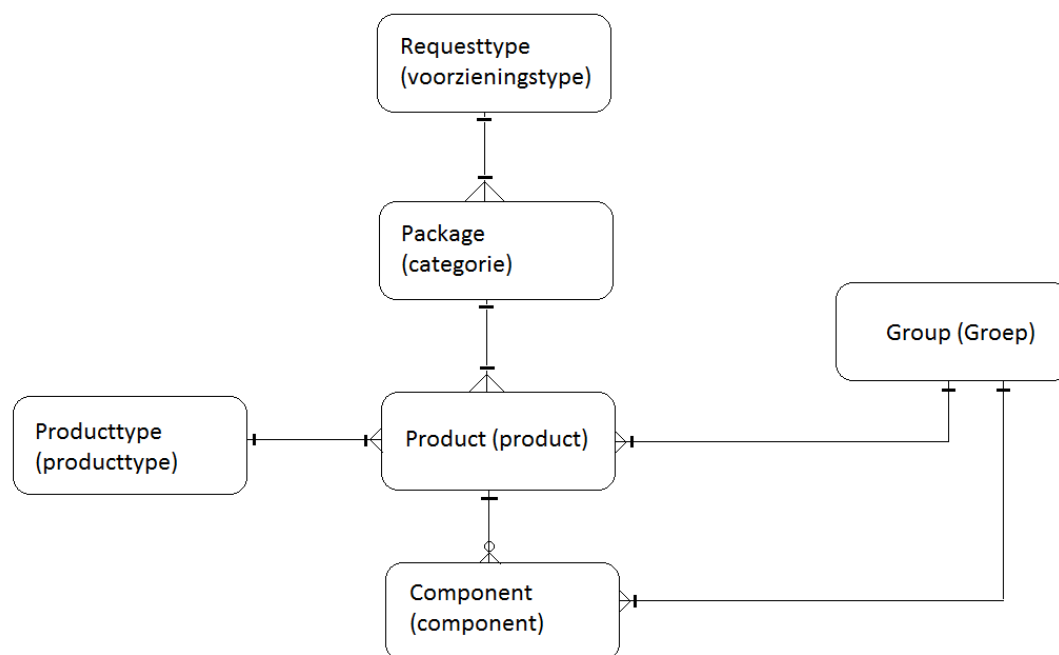 Requesttype
(voorzieningstype)
Package
(categorie)
Group (Groep)
Producttype
(producttype)
Product (product)
Component
(component)